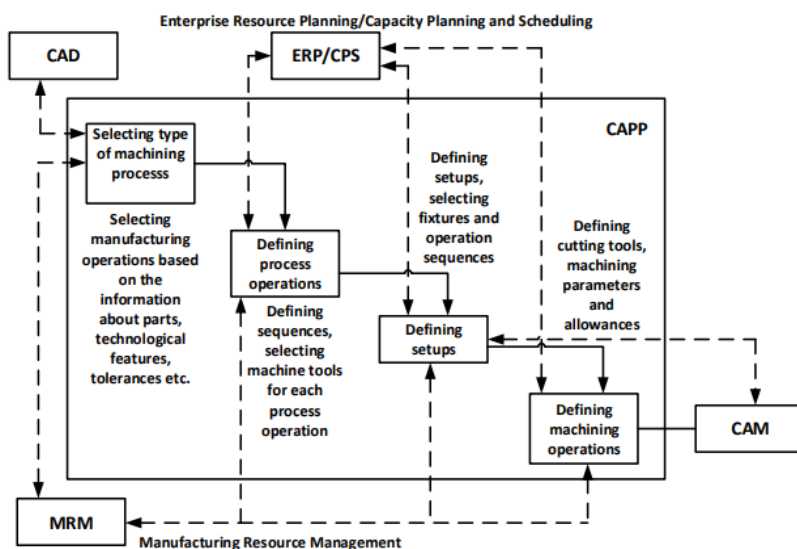 Enterprise Resource Planning/Capacity Planning and Scheduling
CAD
ERP/CPS
CAPP
Selecting type
of machining
processs
Selecting
manufacturing
operations based
on the
information
about parts,
technological
features,
tolerances etc.
Defining
process
operations
Defining
sequences,
selecting
machine tools
for each
process
operation
Defining
setups,
selecting
fixtures and
operation
sequences
Defining
setups
Defining
cutting tools,
machining
parameters
and
allowances
Defining
machining
operations
CAM
MRM
Manufacturing Resource Management